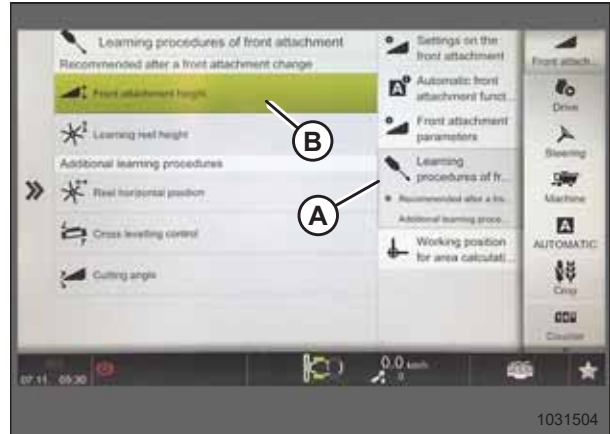 Learning procedures of front attachment
Recommended after a front attachment change
Front attachment height
Learning reel height
Additional learning procedures
Reel horizontal position
Cross levelling control
Cutting angle
Settings on the
front attachment
Automatic front
attachment funct...
Front attachment
parameters
Learning
procedures of fr...
Recommended after a fro...
Additional learning proce...
Working position
for area calculati...
Front attach...
Drive
Steering
Machine
AUTOMATIC
Crop
Counter
B
A
07.11. 05:30
0.0 km/h
0
1031504